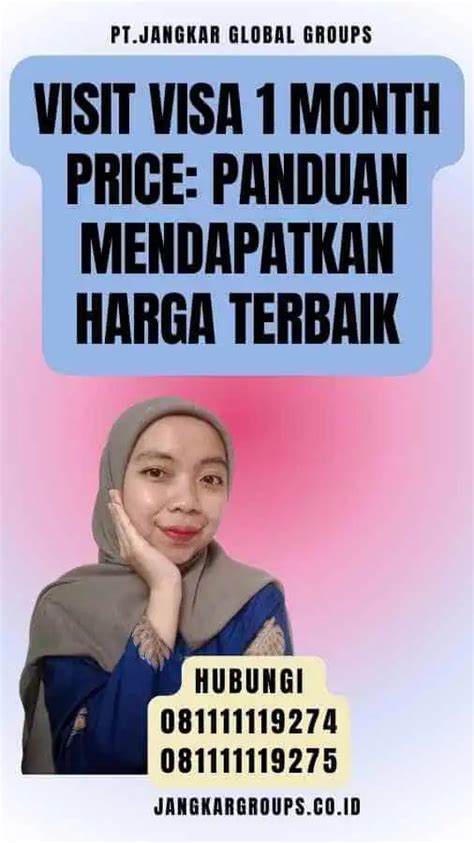 PT.JANGKAR GLOBAL GROUPS
VISIT VISA 1 MONTH
PRICE: PANDUAN
MENDAPATKAN
HARGA TERBAIK
HUBUNGI
081111119274
081111119275
JANGKARGROUPS.CO.ID